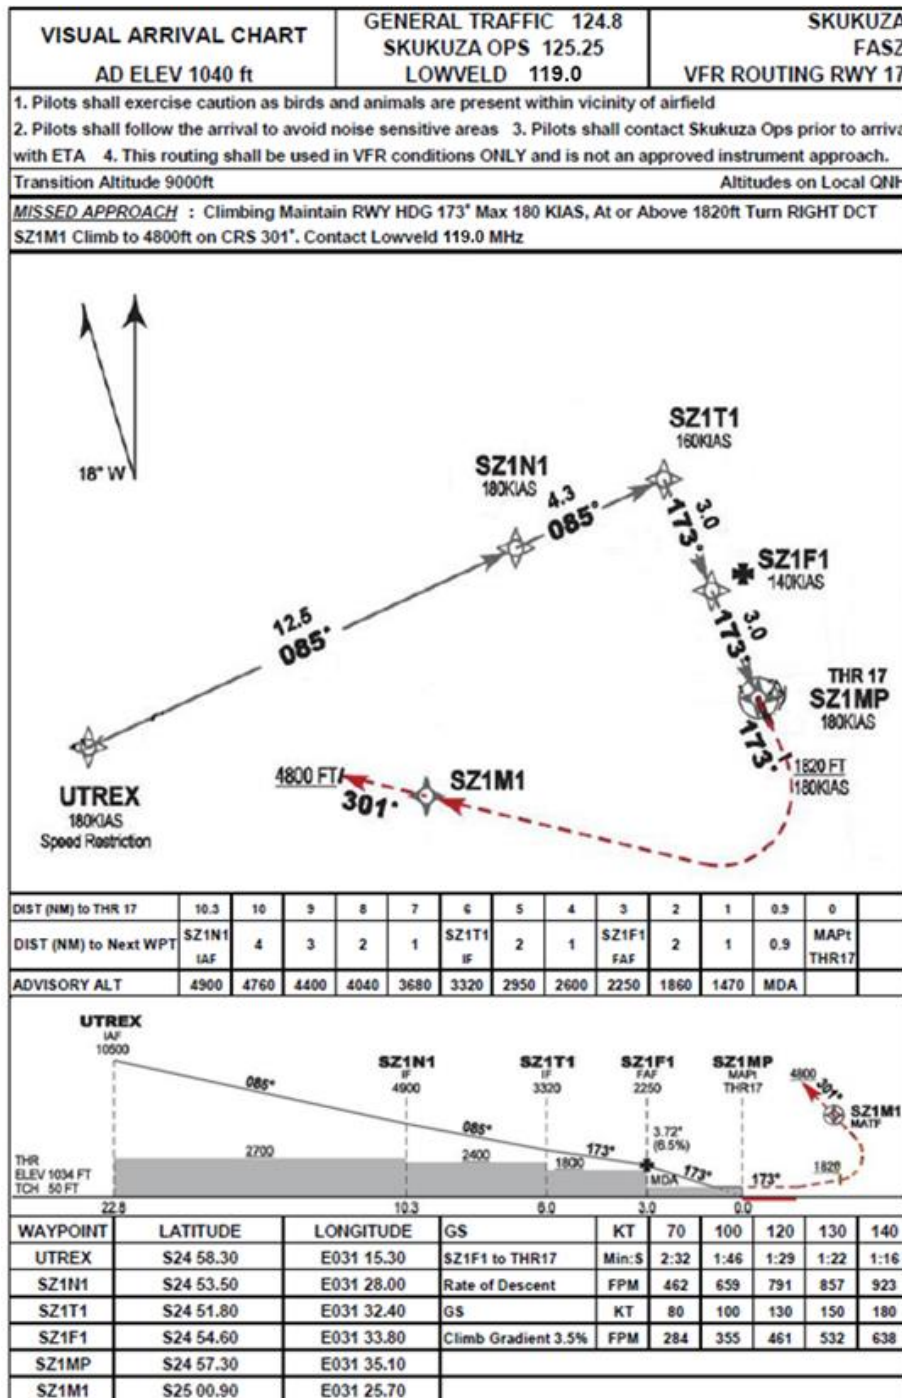 VISUAL ARRIVAL CHART
AD ELEV 1040 ft
GENERAL TRAFFIC 124.8
SKUKUZA OPS 125.25
LOWVELD 119.0
SKUKUZA
FASZ
VFR ROUTING RWY 17
1. Pilots shall exercise caution as birds and animals are present within vicinity of airfield
2. Pilots shall follow the arrival to avoid noise sensitive areas 3. Pilots shall contact Skukuza Ops prior to arriva
with ETA 4. This routing shall be used in VFR conditions ONLY and is not an approved instrument approach.
Transition Altitude 9000ft Altitudes on Local QNH
MISSED APPROACH : Climbing Maintain RWY HDG 173° Max 180 KIAS, At or Above 1820ft Turn RIGHT DCT
SZ1M1 Climb to 4800ft on CRS 301°. Contact Lowveld 119.0 MHz
18° W
SZ1T1
160KIAS
SZ1N1
180KIAS
4.3
085°
3.0
173°
SZ1F1
140KIAS
12.5
085°
3.0
173°
THR 17
SZ1MP
180KIAS
173°
1820 FT
180KIAS
UTREX
180KIAS
Speed Restriction
4800 FT
301°
SZ1M1
DIST (NM) to THR 17 10.3 10 9 8 7 6 5 4 3 2 1 0.9 0
DIST (NM) to Next WPT SZ1N1 IAF 4 3 2 1 SZ1T1 IF 2 1 SZ1F1 FAF 2 1 0.9 MAPt THR17
ADVISORY ALT 4900 4760 4400 4040 3680 3320 2950 2600 2250 1860 1470 MDA
UTREX
IAF
10500
SZ1N1
IF
4900
SZ1T1
IF
3320
SZ1F1
FAF
2250
SZ1MP
MAPt
THR17
4800
301°
SZ1M1
MATF
085°
085°
173°
3.72°
(6.5%)
173°
MDA
173°
1820
2700
2400
1800
THR
ELEV 1034 FT
TCH 50 FT
22.8 10.3 6.0 3.0 0.0
WAYPOINT LATITUDE LONGITUDE GS KT 70 100 120 130 140
UTREX S24 58.30 E031 15.30 SZ1F1 to THR17 Min:S 2:32 1:46 1:29 1:22 1:16
SZ1N1 S24 53.50 E031 28.00 Rate of Descent FPM 462 659 791 857 923
SZ1T1 S24 51.80 E031 32.40 GS KT 80 100 130 150 180
SZ1F1 S24 54.60 E031 33.80 Climb Gradient 3.5% FPM 284 355 461 532 638
SZ1MP S24 57.30 E031 35.10
SZ1M1 S25 00.90 E031 25.70